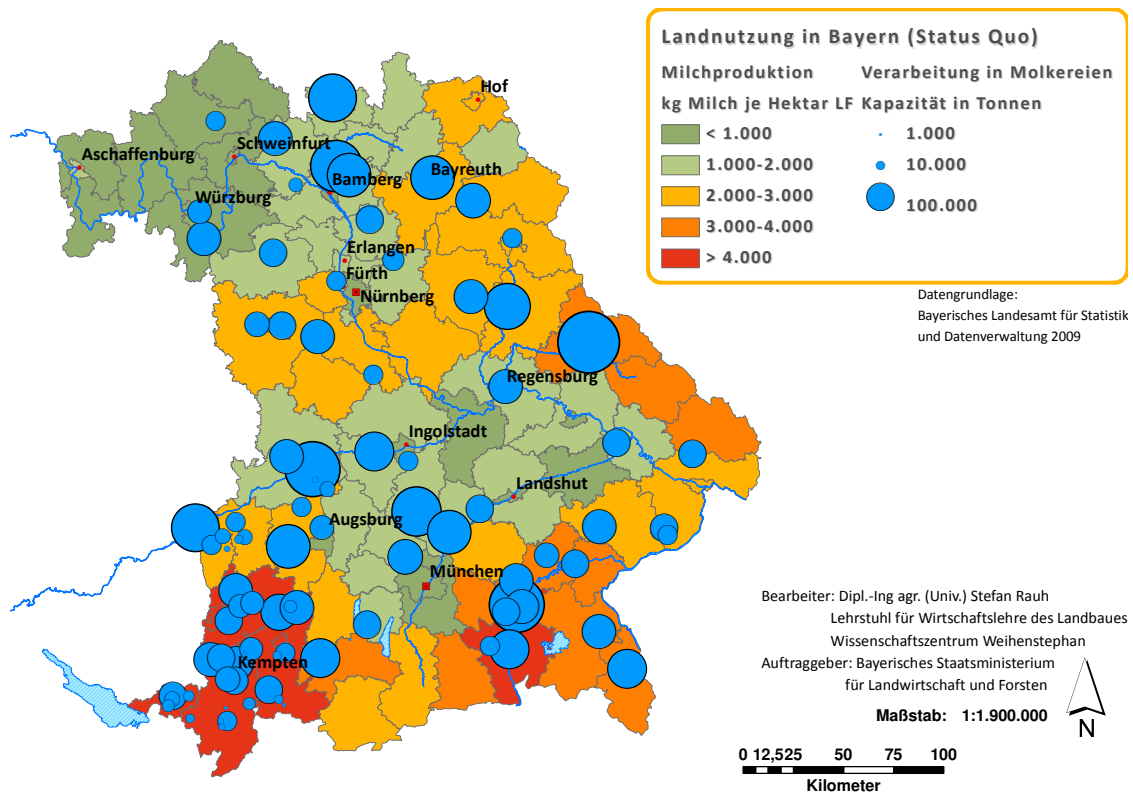 Landnutzung in Bayern (Status Quo)
Milchproduktion
kg Milch je Hektar LF
< 1.000
1.000-2.000
2.000-3.000
3.000-4.000
> 4.000
Verarbeitung in Molkereien
Kapazität in Tonnen
1.000
10.000
100.000
Datengrundlage:
Bayerisches Landesamt für Statistik
und Datenverwaltung 2009
Hof
Aschaffenburg
Schweinfurt
Bamberg
Bayreuth
Würzburg
Erlangen
Fürth
Nürnberg
Regensburg
Ingolstadt
Landshut
Augsburg
München
Kempten
Bearbeiter: Dipl.-Ing agr. (Univ.) Stefan Rauh
Lehrstuhl für Wirtschaftslehre des Landbaues
Wissenschaftszentrum Weihenstephan
Auftraggeber: Bayerisches Staatsministerium
für Landwirtschaft und Forsten
Maßstab: 1:1.900.000
N
0 12,525 50 75 100
Kilometer